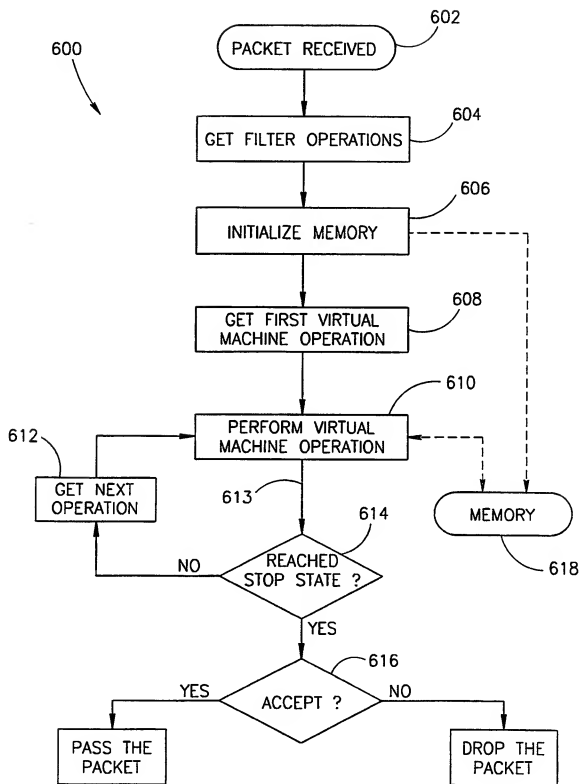 600
602
PACKET RECEIVED
604
GET FILTER OPERATIONS
606
INITIALIZE MEMORY
608
GET FIRST VIRTUAL
MACHINE OPERATION
610
PERFORM VIRTUAL
MACHINE OPERATION
612
GET NEXT
OPERATION
613
614
REACHED
STOP STATE ?
NO
YES
MEMORY
618
616
ACCEPT ?
YES
NO
PASS THE
PACKET
DROP THE
PACKET